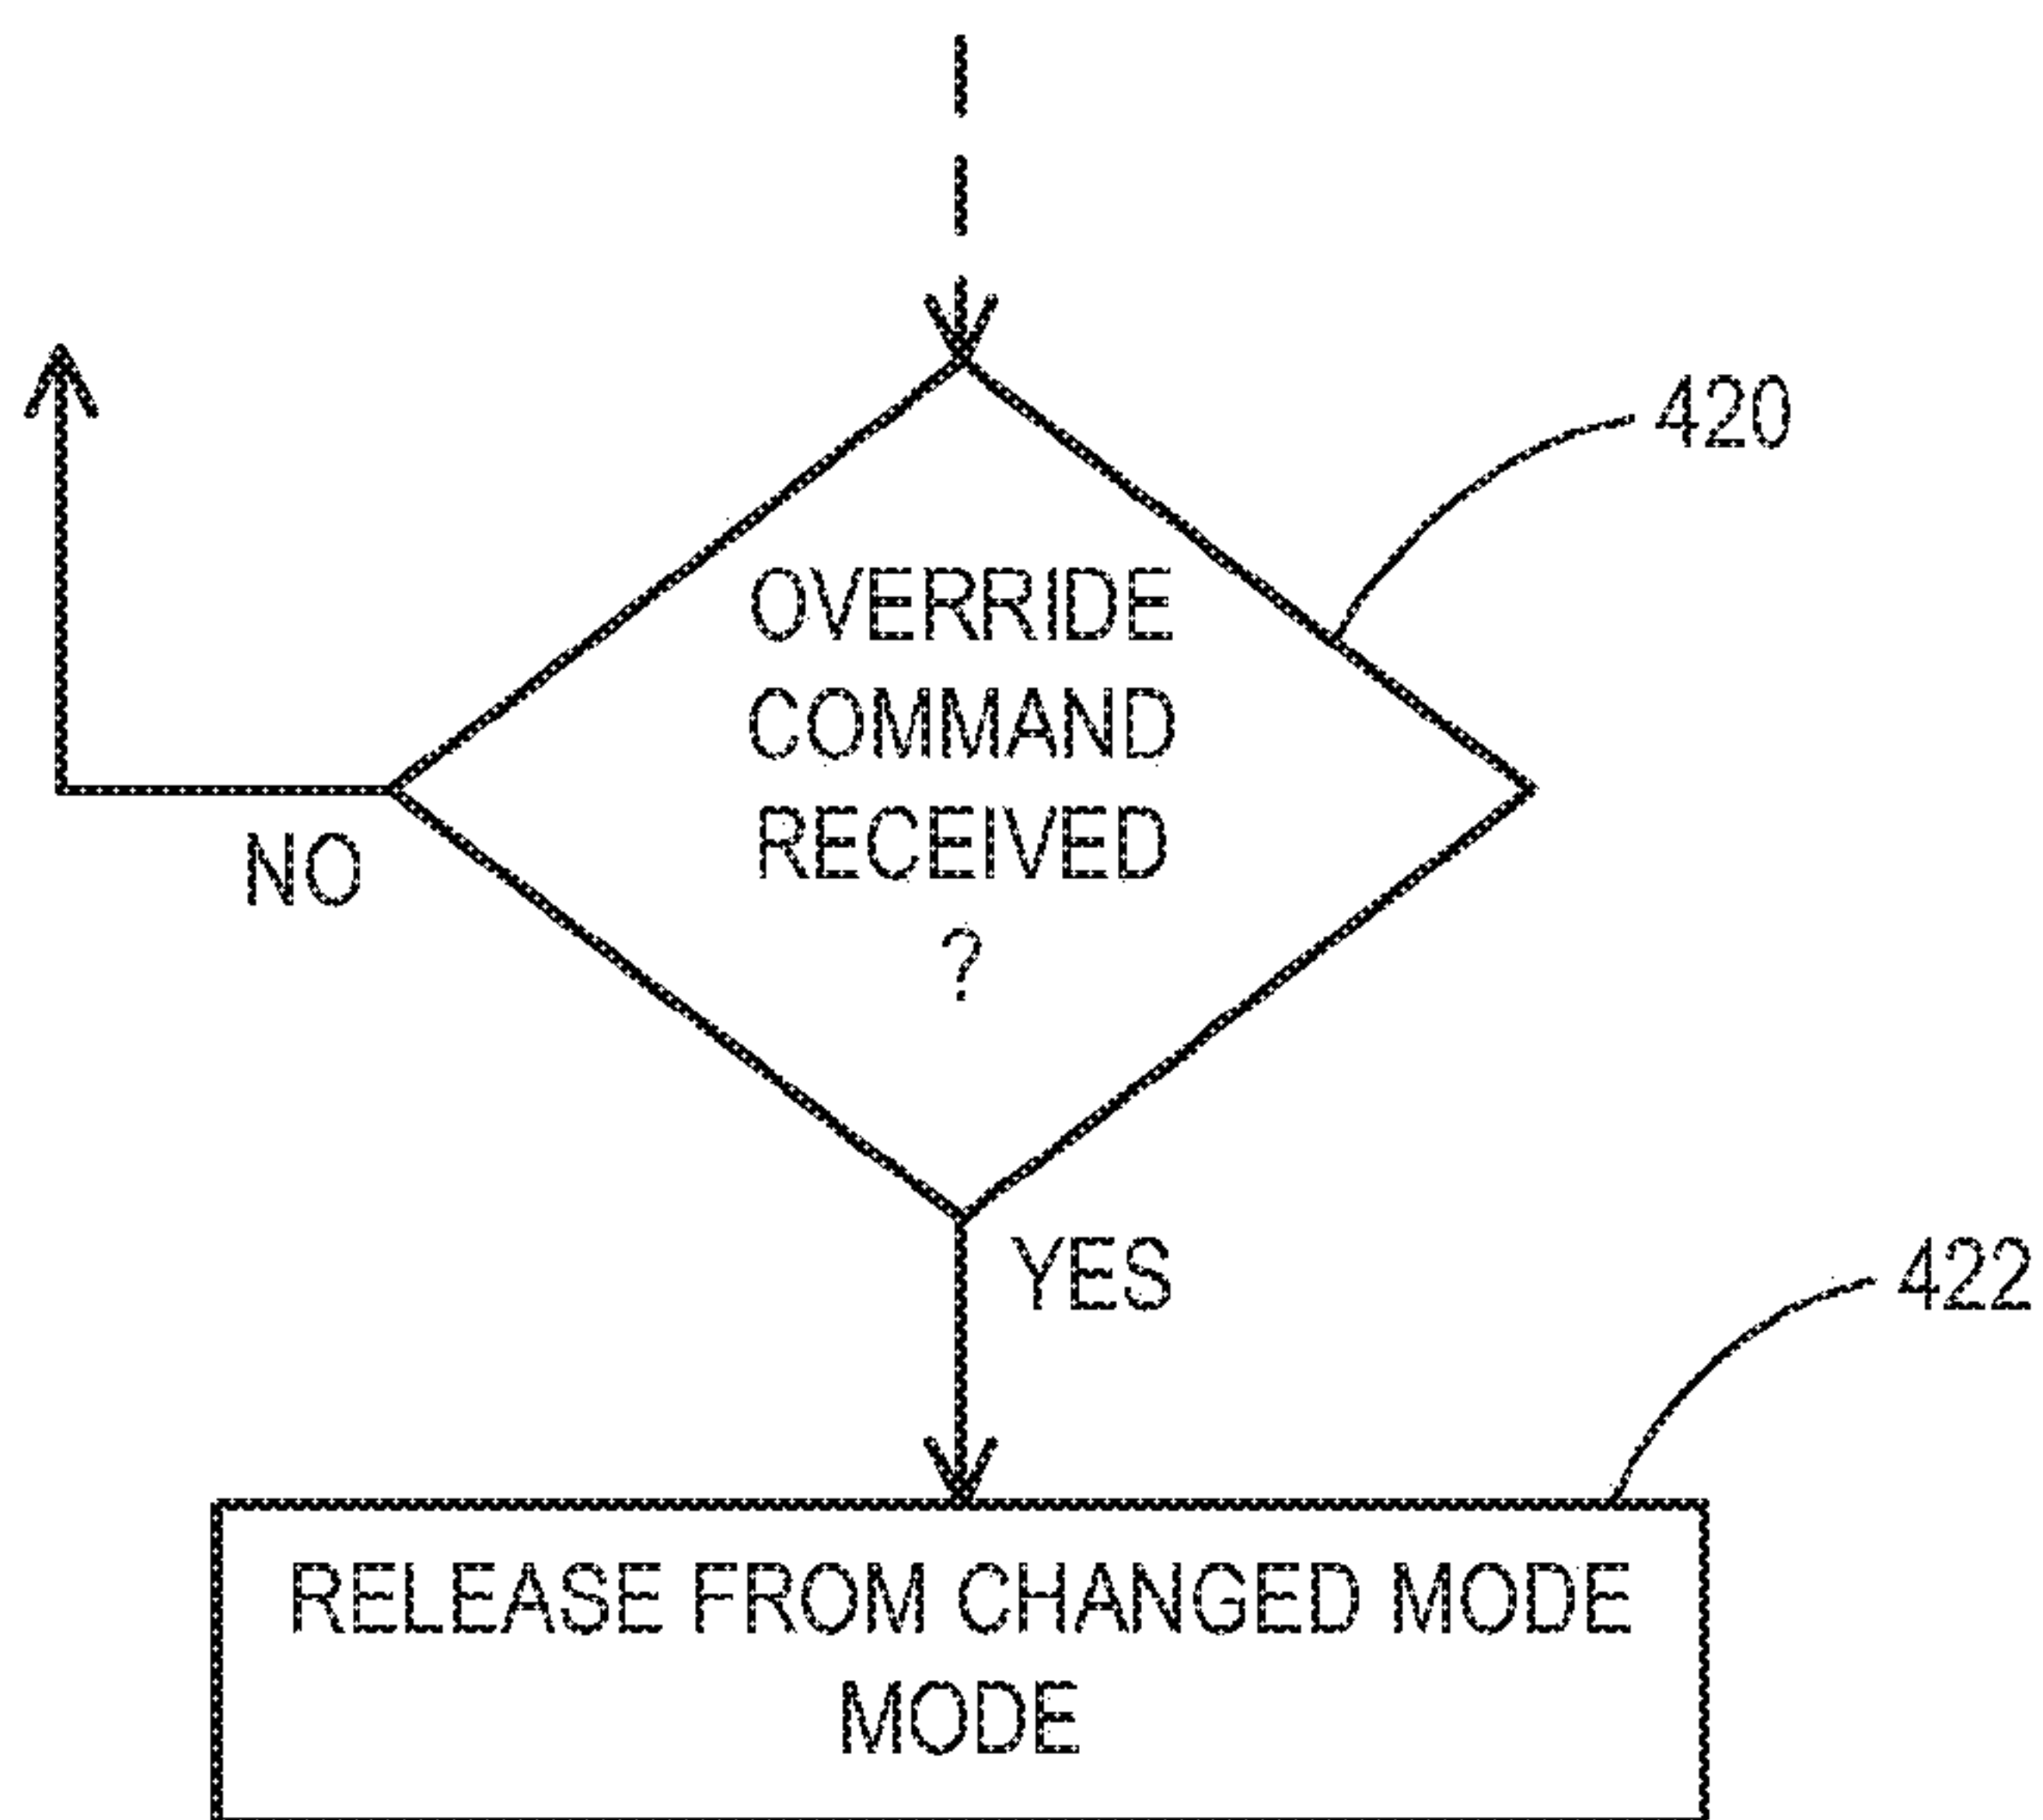 420
OVERRIDE
COMMAND
RECEIVED
?
NO
YES
422
RELEASE FROM CHANGED MODE
MODE